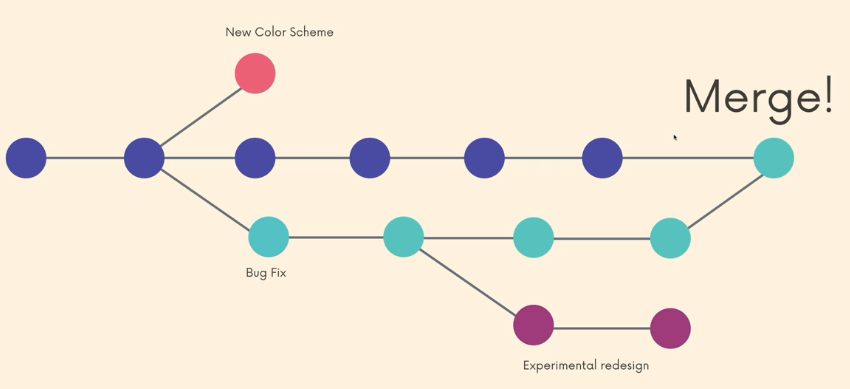 New Color Scheme
Merge!
Bug Fix
Experimental redesign